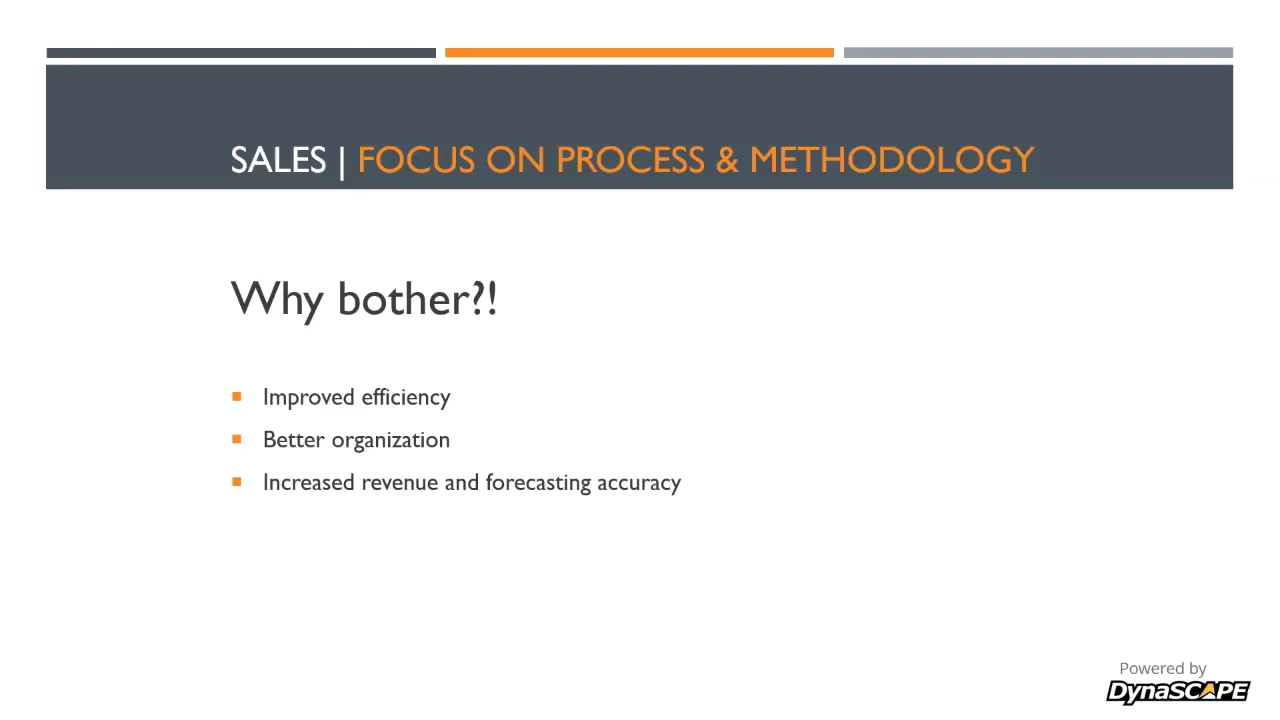 SALES | FOCUS ON PROCESS & METHODOLOGY
Why bother?!
Improved efficiency
Better organization
Increased revenue and forecasting accuracy
Powered by
DynaSCAPE